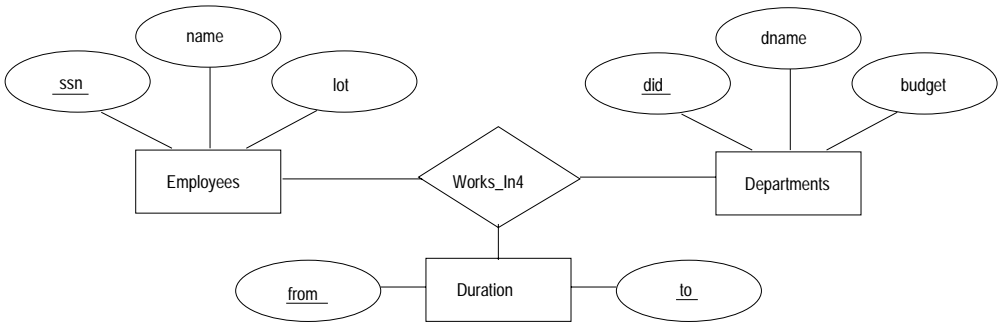 name
dname
ssn
lot
did
budget
Employees
Works_In4
Departments
from
Duration
to